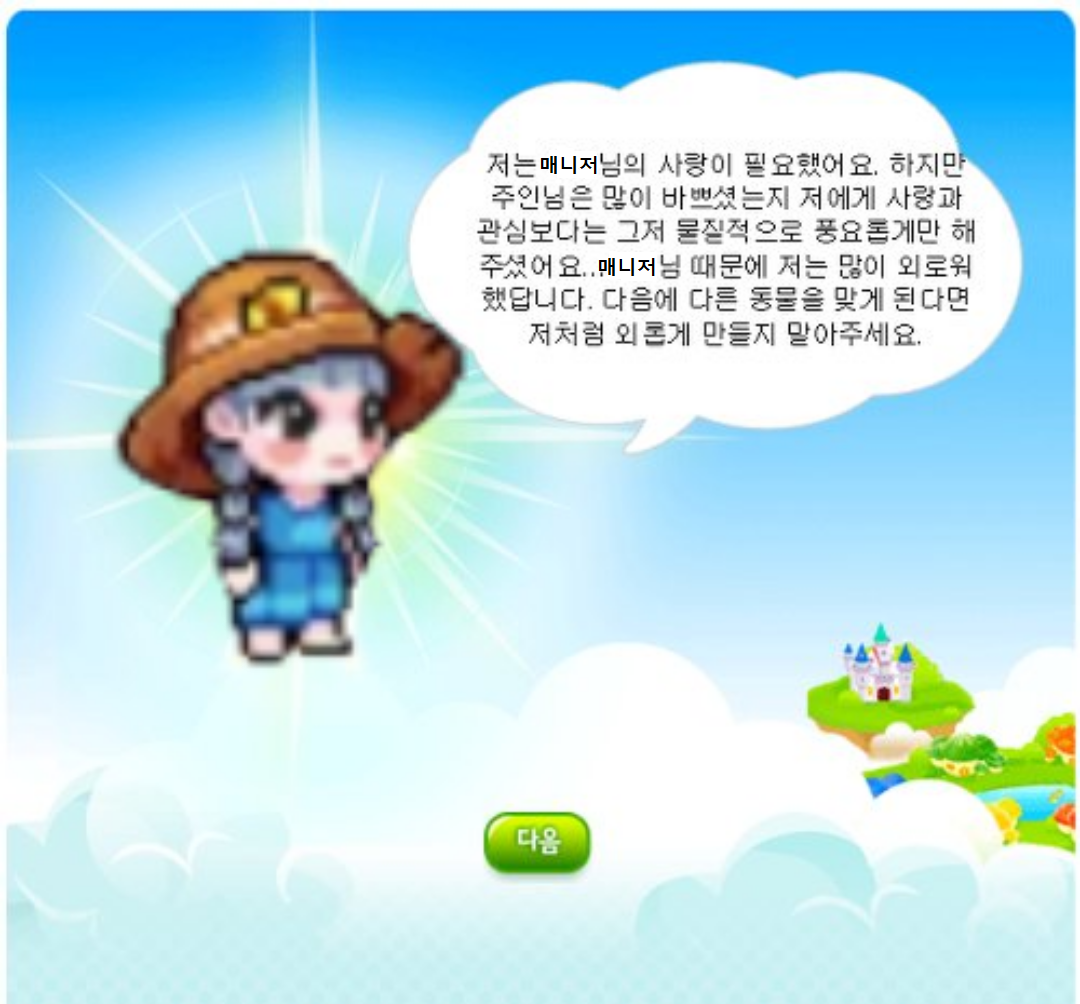 저는매니저님의 사랑이 필요했어요. 하지만
주인님은 많이 바쁘셨는지 저에게 사랑과
관심보다는 그저 물질적으로 풍요롭게만 해
주셨어요..매니저님 때문에 저는 많이 외로워
했답니다. 다음에 다른 동물을 맞게 된다면
저처럼 외롭게 만들지 말아주세요.
다음